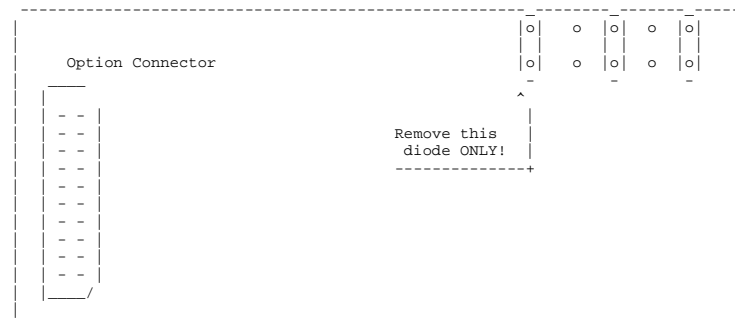 o o o o o
Option Connector o o o o o
Remove this
diode ONLY!